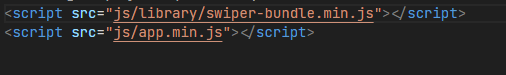 <script src="js/library/swiper-bundle.min.js"></script>
<script src="js/app.min.js"></script>